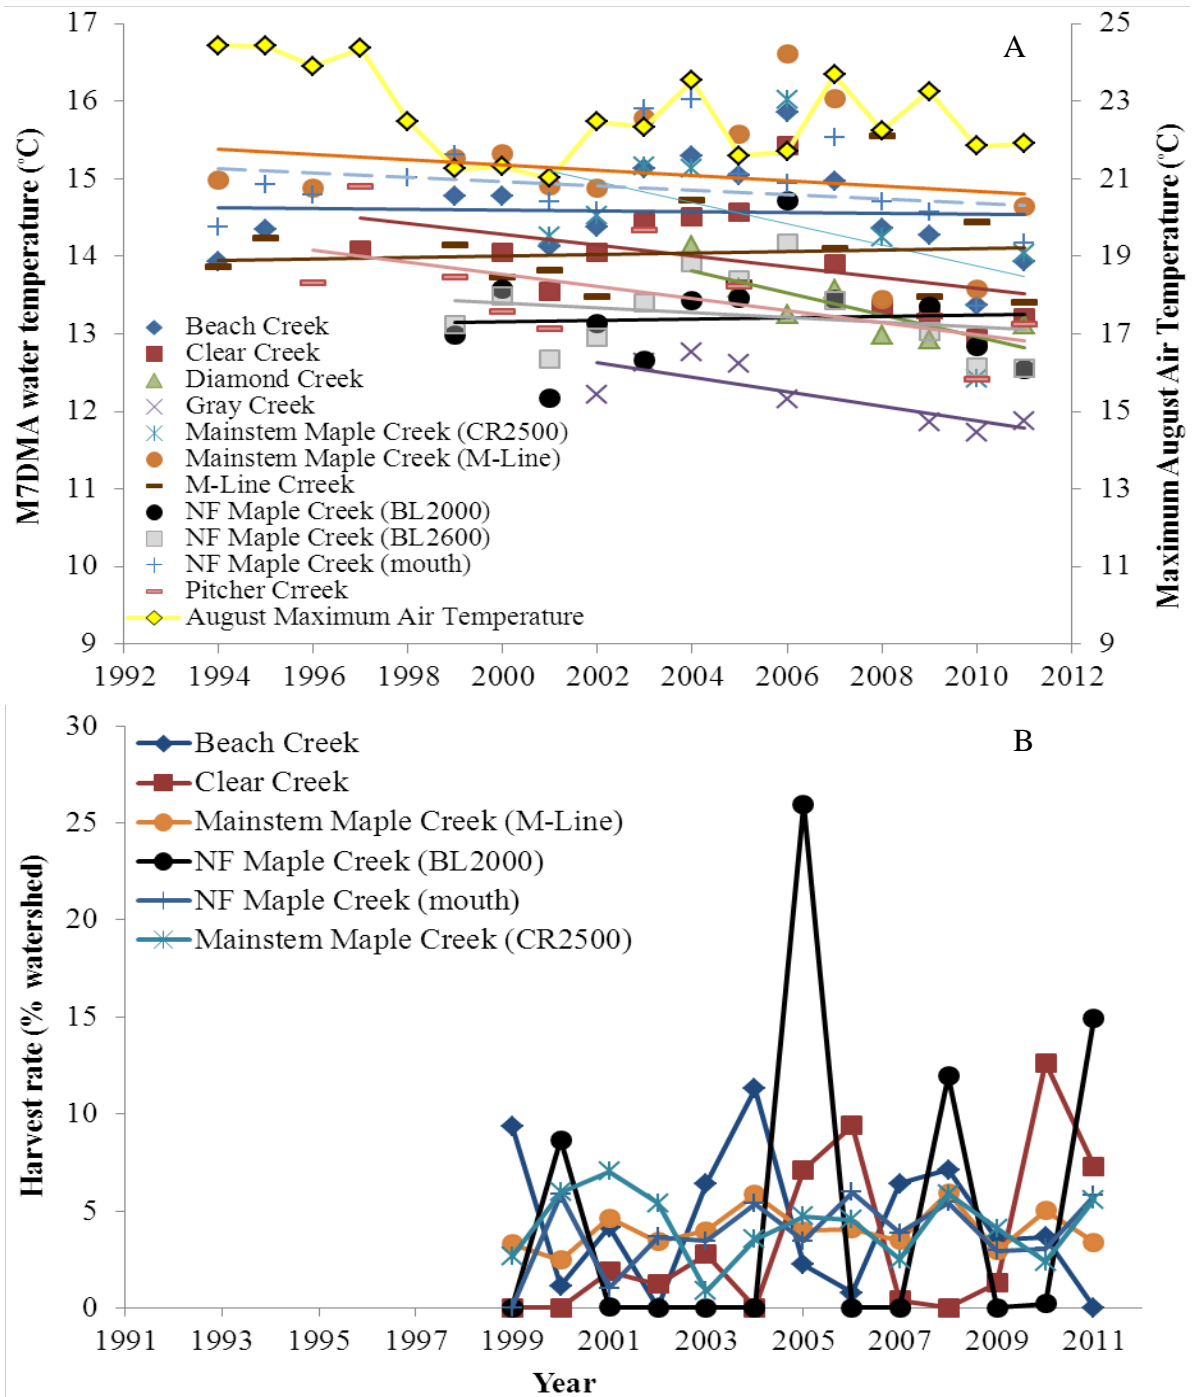 A
17
16
15
14
13
12
11
10
9
M7DMA water temperature (°C)
25
23
21
19
17
15
13
11
9
Maximum August Air Temperature (°C)
Beach Creek
Clear Creek
Diamond Creek
Gray Creek
Mainstem Maple Creek (CR2500)
Mainstem Maple Creek (M-Line)
M-Line Crreek
NF Maple Creek (BL2000)
NF Maple Creek (BL2600)
NF Maple Creek (mouth)
Pitcher Crreek
August Maximum Air Temperature
1992 1994 1996 1998 2000 2002 2004 2006 2008 2010 2012
B
30
25
20
15
10
5
0
Harvest rate (% watershed)
Beach Creek
Clear Creek
Mainstem Maple Creek (M-Line)
NF Maple Creek (BL2000)
NF Maple Creek (mouth)
Mainstem Maple Creek (CR2500)
1991 1993 1995 1997 1999 2001 2003 2005 2007 2009 2011
Year